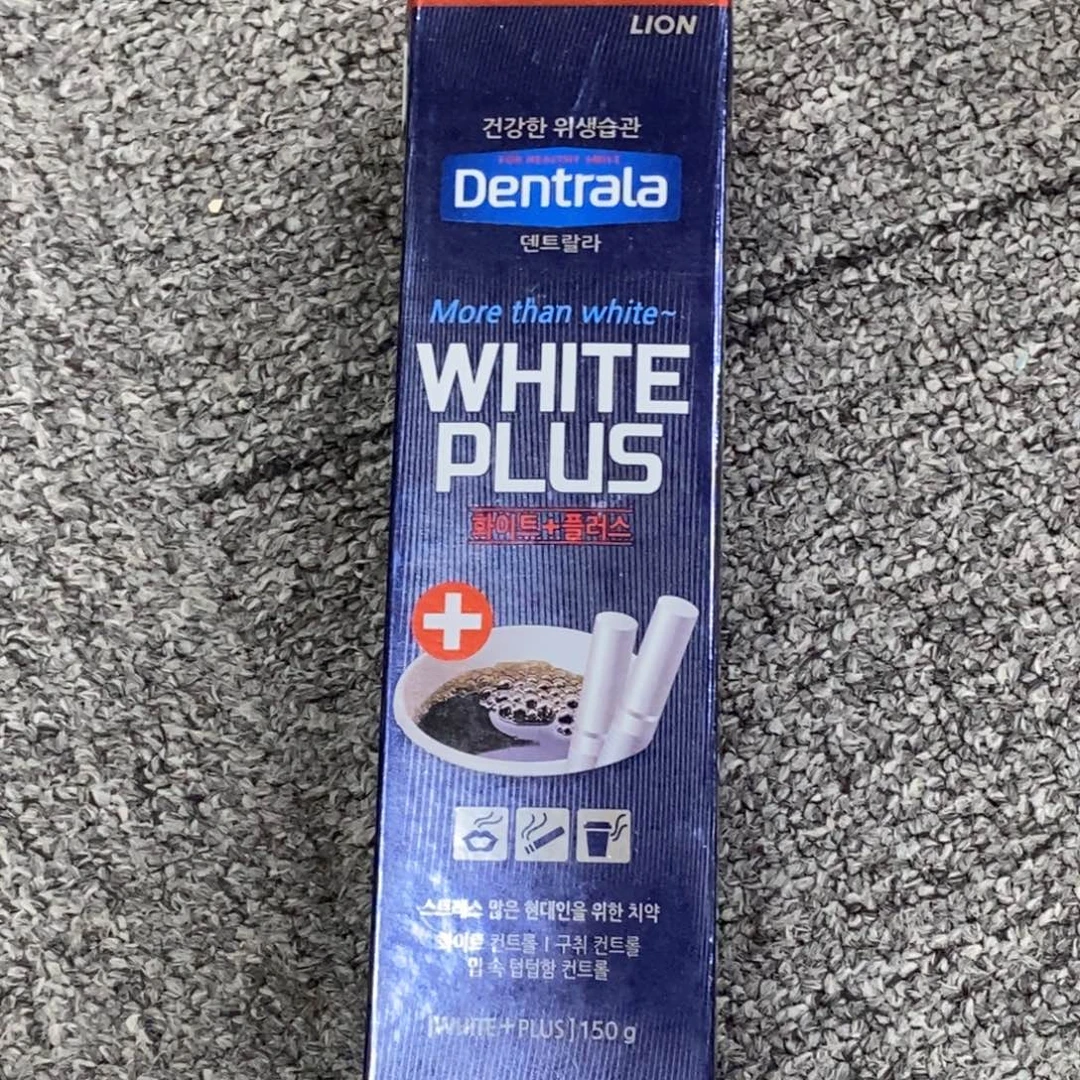 LION
건강한 위생습관
Dentrala
덴트랄라
More than white~
WHITE
PLUS
화이트+플러스
스트레스 많은 현대인을 위한 치약
화이트 컨트롤 | 구취 컨트롤
입 속 텁텁함 컨트롤
[WHITE+PLUS] 150 g